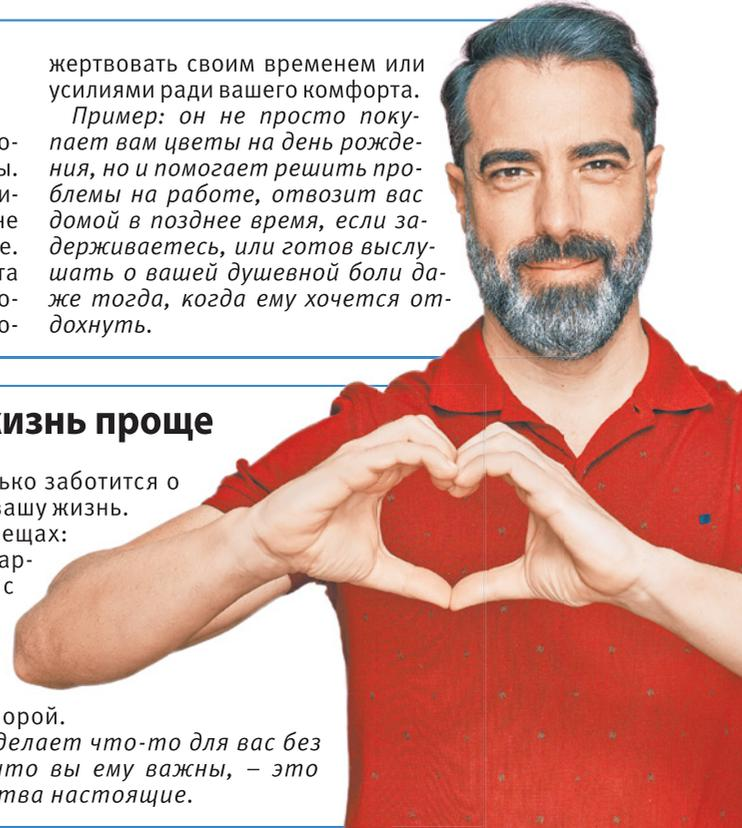 жертвовать своим временем или
усилиями ради вашего комфорта.
Пример: он не просто поку-
пает вам цветы на день рожде-
ния, но и помогает решить про-
блемы на работе, отвозит вас
домой в позднее время, если за-
держиваетесь, или готов выслу-
шать о вашей душевной боли да-
же тогда, когда ему хочется от-
дохнуть.
о-
ы.
и-
не
е.
та
о-
о-
жизнь проще
ько заботится о
вашу жизнь.
ещах:
ар-
с
орой.
делает что-то для вас без
что вы ему важны, – это
тва настоящие.